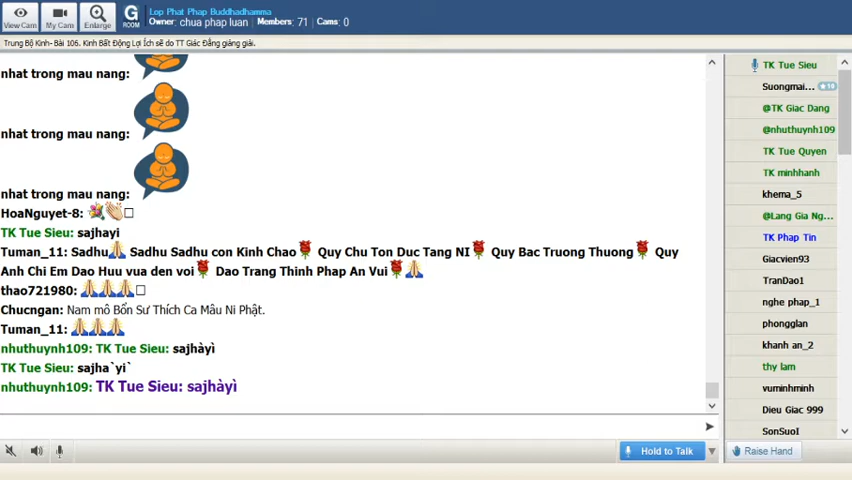 View Cam
My Cam
Enlarge
G
ROOM
Lop Phat Phap Buddhadhamma
Owner: chua phap luan Members: 71 Cams: 0
Trung Bộ Kinh- Bài 106. Kinh Bất Động Lợi Ích sẽ do TT Giác Đẳng giảng giải.
nhat trong mau nang:
nhat trong mau nang:
nhat trong mau nang:
HoaNguyet-8:
TK Tue Sieu: sajhayi
Tuman_11: Sadhu Sadhu Sadhu con Kinh Chao Quy Chu Ton Duc Tang NI Quy Bac Truong Thuong Quy
Anh Chi Em Dao Huu vua den voi Dao Trang Thinh Phap An Vui
thao721980:
Chucngan: Nam mô Bổn Sư Thích Ca Mâu Ni Phật.
Tuman_11:
nhuthuynh109: TK Tue Sieu: sajhàyì
TK Tue Sieu: sajha`yi`
nhuthuynh109: TK Tue Sieu: sajhàyì
Hold to Talk
TK Tue Sieu
Suongmai... 10
@TK Giac Dang
@nhuthuynh109
TK Tue Quyen
TK minhhanh
khema_5
@Lang Gia Ng...
TK Phap Tin
Giacvien93
TranDao1
nghe phap_1
phongglan
khanh an_2
thy lam
vuminhminh
Dieu Giac 999
SonSuoI
Raise Hand